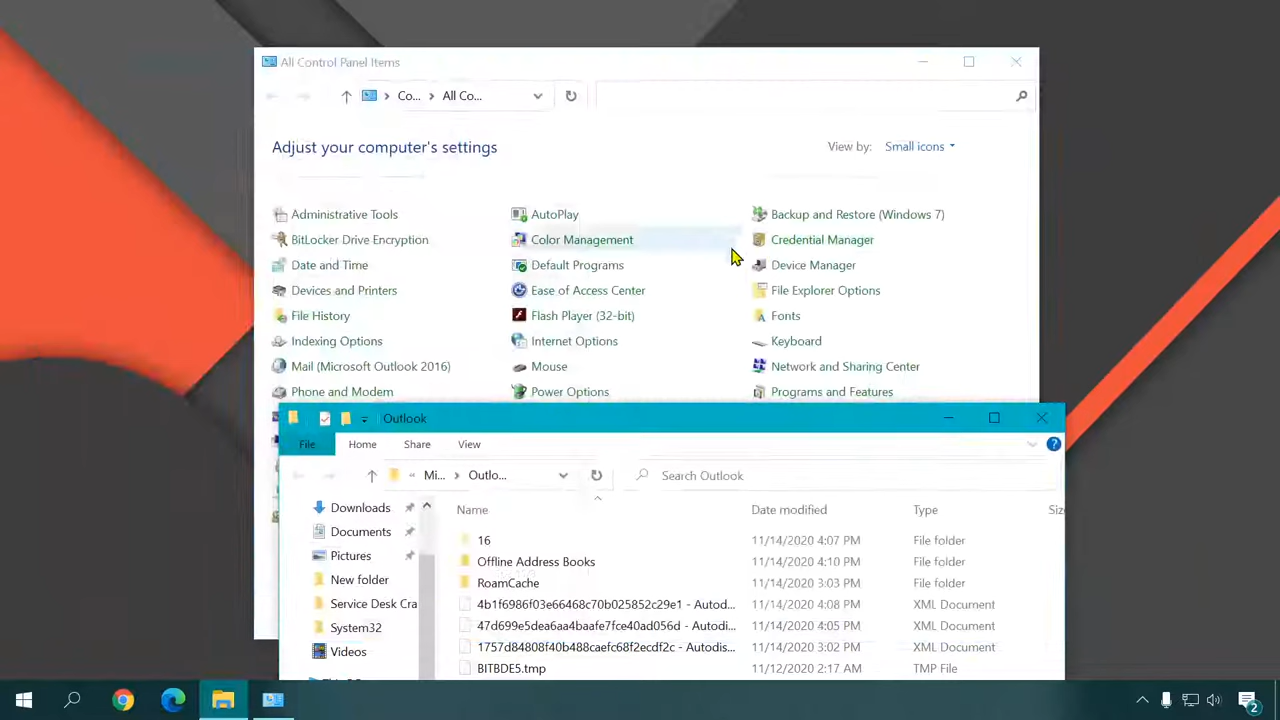 All Control Panel Items
Co... All Co...
Adjust your computer's settings
View by: Small icons
Administrative Tools AutoPlay Backup and Restore (Windows 7)
BitLocker Drive Encryption Color Management Credential Manager
Date and Time Default Programs Device Manager
Devices and Printers Ease of Access Center File Explorer Options
File History Flash Player (32-bit) Fonts
Indexing Options Internet Options Keyboard
Mail (Microsoft Outlook 2016) Mouse Network and Sharing Center
Phone and Modem Power Options Programs and Features
Outlook
File Home Share View
« Mi... Outlo... Search Outlook
Downloads
Documents
Pictures
New folder
Service Desk Cra
System32
Videos
Name Date modified Type Siz
16 11/14/2020 4:07 PM File folder
Offline Address Books 11/14/2020 4:10 PM File folder
RoamCache 11/14/2020 3:03 PM File folder
4b1f6986f03e66468c70b025852c29e1 - Autod... 11/14/2020 4:08 PM XML Document
47d699e5dea6aa4baafe7fce40ad056d - Autodi... 11/14/2020 4:05 PM XML Document
1757d84808f40b488caefc68f2ecdf2c - Autodis... 11/14/2020 3:02 PM XML Document
BITBDE5.tmp 11/12/2020 2:17 AM TMP File
2